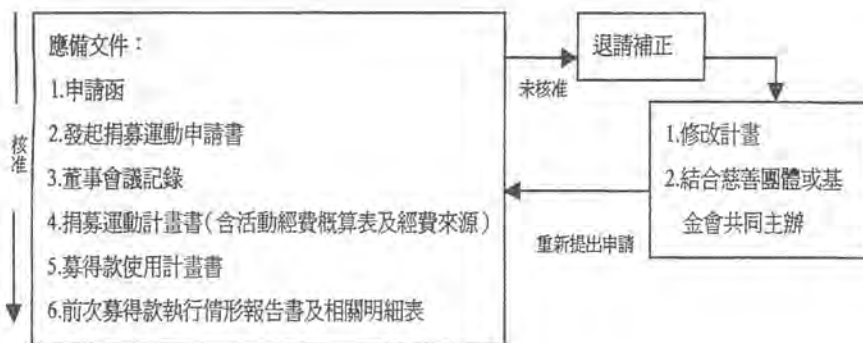 應備文件：
1.申請函
2.發起捐募運動申請書
3.董事會議記錄
4.捐募運動計畫書（含活動經費概算表及經費來源）
5.募得款使用計畫書
6.前次募得款執行情形報告書及相關明細表
核准
未核准
退請補正
1.修改計畫
2.結合慈善團體或基
金會共同主辦
重新提出申請